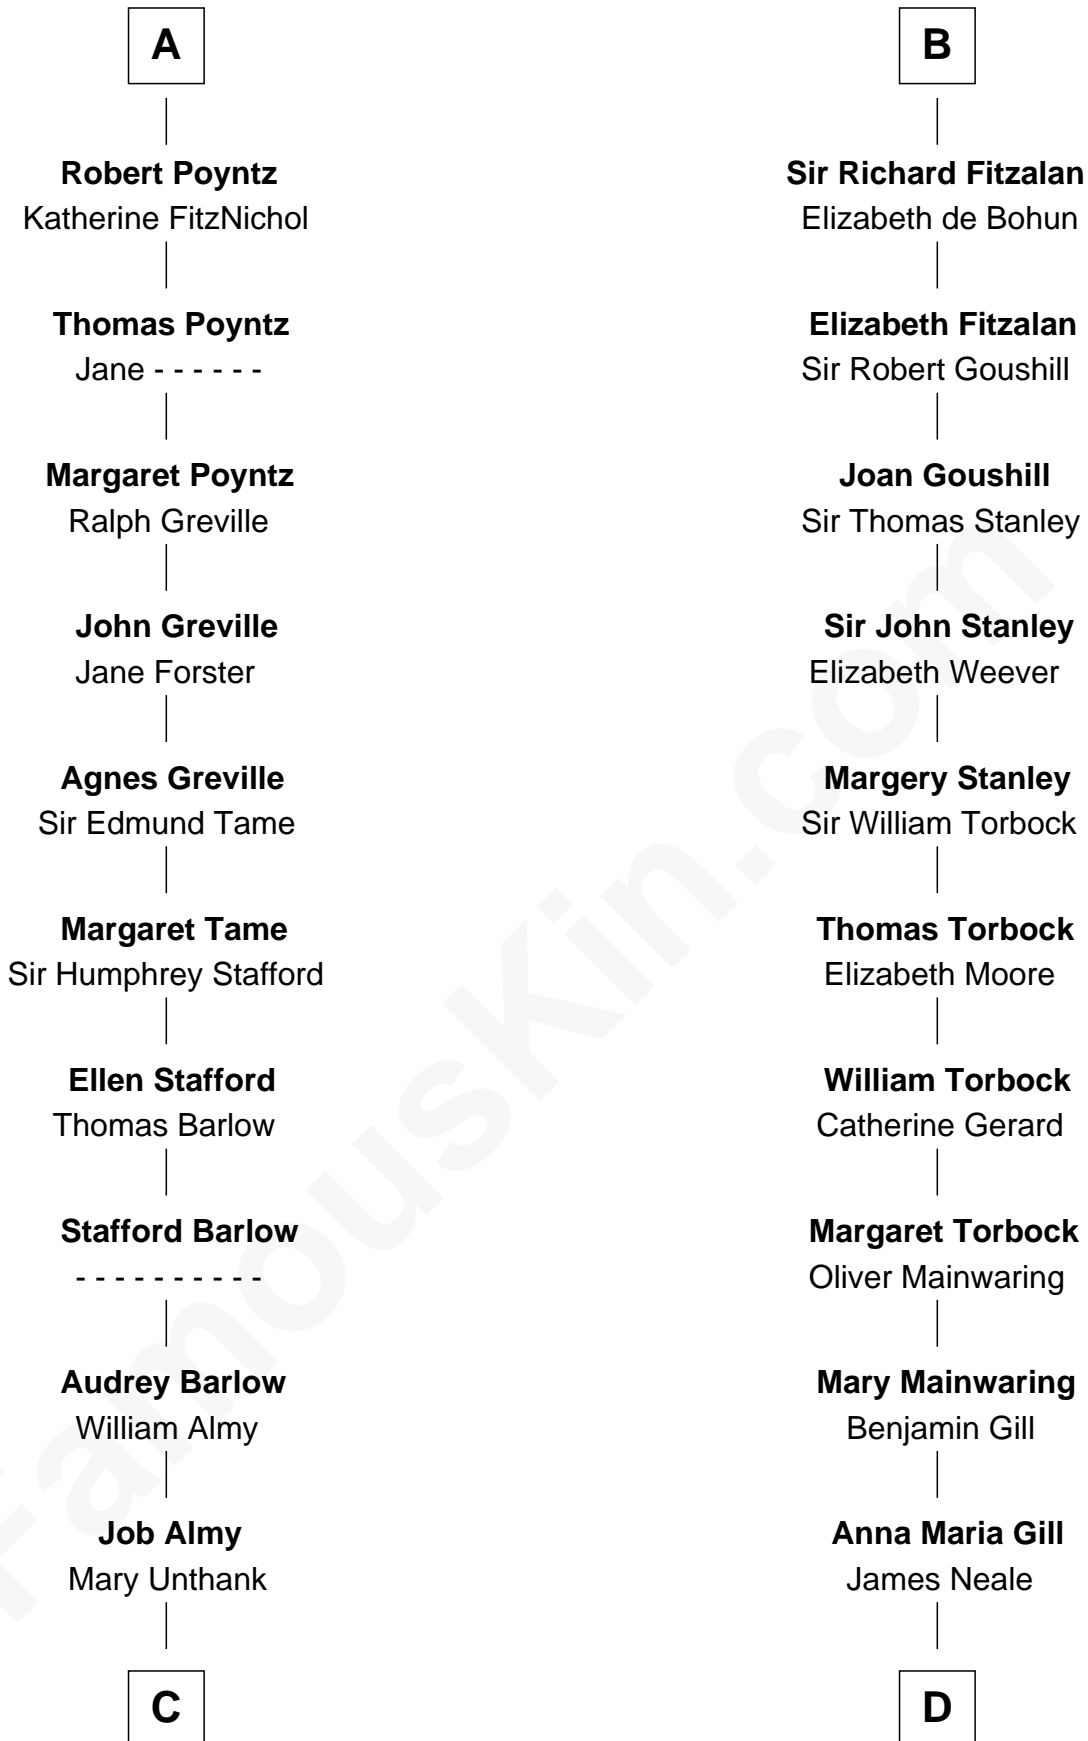 A
Robert Poyntz
Katherine FitzNichol
Thomas Poyntz
Jane - - - - - -
Margaret Poyntz
Ralph Greville
John Greville
Jane Forster
Agnes Greville
Sir Edmund Tame
Margaret Tame
Sir Humphrey Stafford
Ellen Stafford
Thomas Barlow
Stafford Barlow
- - - - - - - - - -
Audrey Barlow
William Almy
Job Almy
Mary Unthank
C
B
Sir Richard Fitzalan
Elizabeth de Bohun
Elizabeth Fitzalan
Sir Robert Goushill
Joan Goushill
Sir Thomas Stanley
Sir John Stanley
Elizabeth Weever
Margery Stanley
Sir William Torbock
Thomas Torbock
Elizabeth Moore
William Torbock
Catherine Gerard
Margaret Torbock
Oliver Mainwaring
Mary Mainwaring
Benjamin Gill
Anna Maria Gill
James Neale
D
FamousKin.com